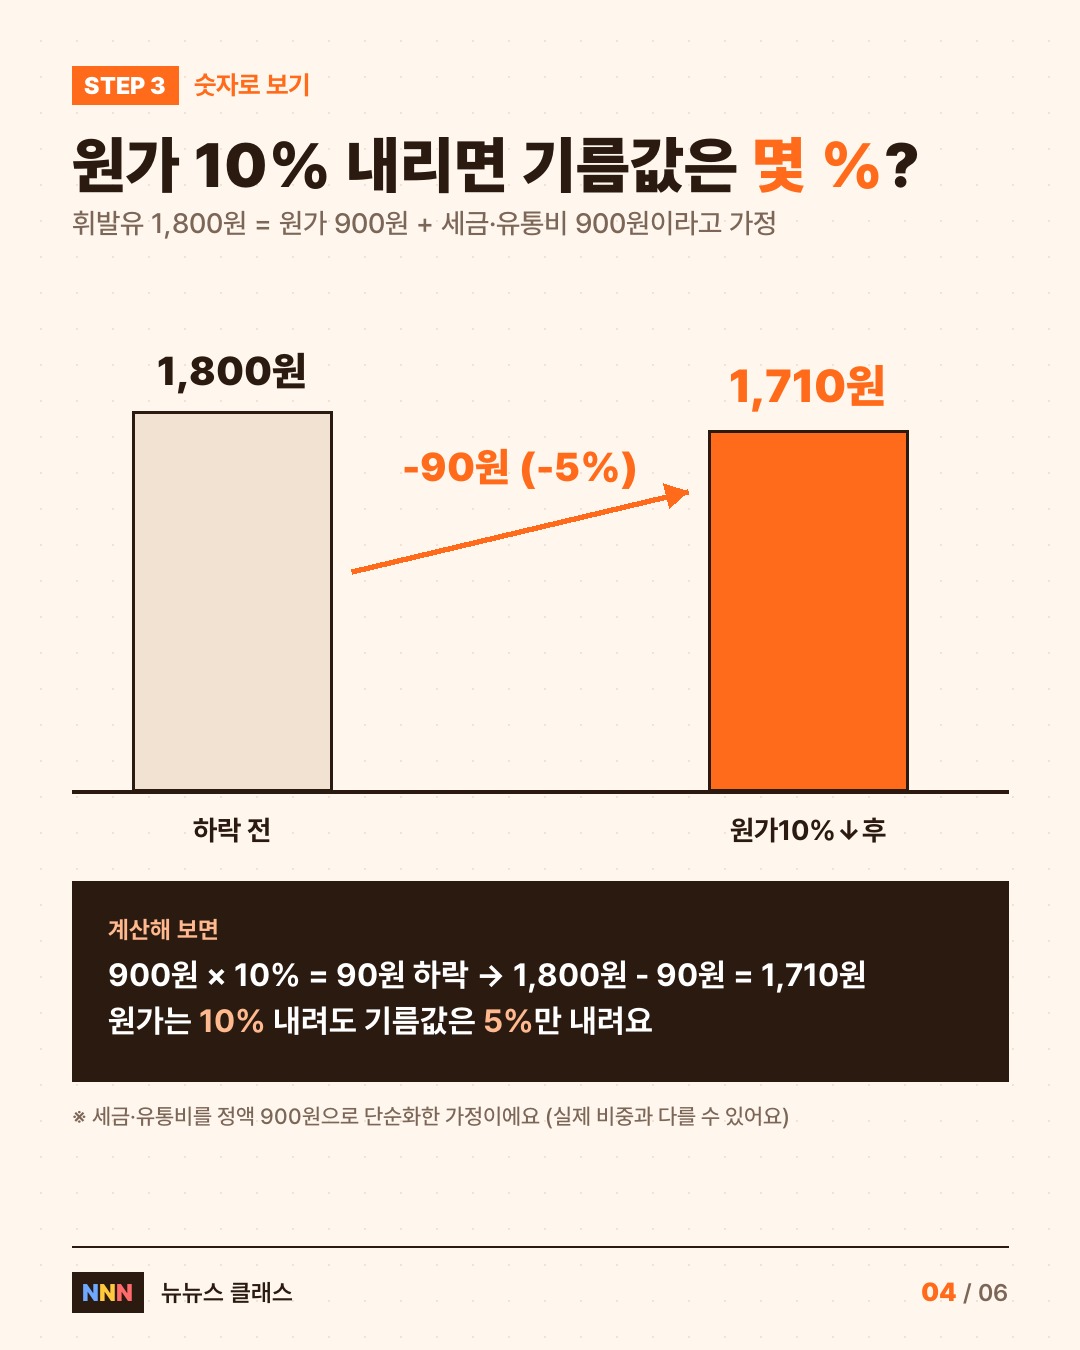 STEP 3 숫자로 보기
원가 10% 내리면 기름값은 몇 %?
휘발유 1,800원 = 원가 900원 + 세금·유통비 900원이라고 가정
1,800원
1,710원
-90원 (-5%)
하락 전
원가10%↓후
계산해 보면
900원 × 10% = 90원 하락 → 1,800원 - 90원 = 1,710원
원가는 10% 내려도 기름값은 5%만 내려요
※ 세금·유통비를 정액 900원으로 단순화한 가정이에요 (실제 비중과 다를 수 있어요)
NNN 뉴뉴스 클래스
04 / 06